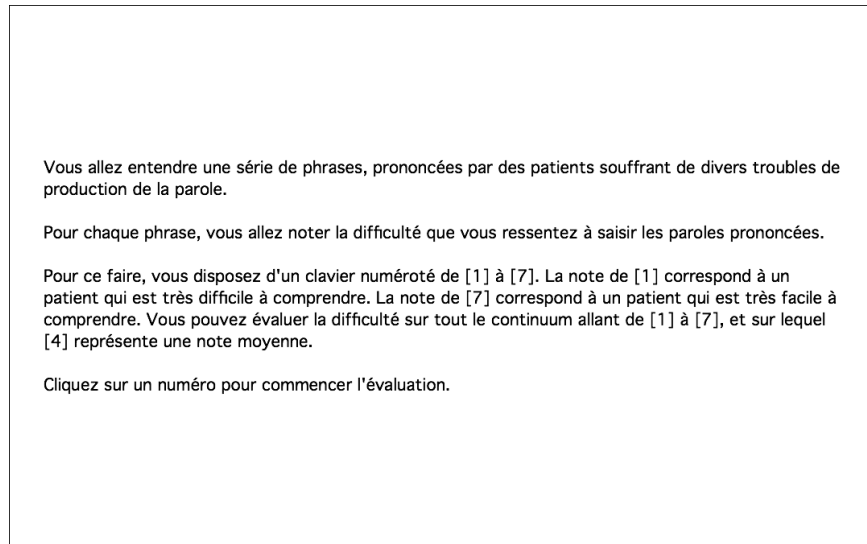 Vous allez entendre une série de phrases, prononcées par des patients souffrant de divers troubles de
production de la parole.
Pour chaque phrase, vous allez noter la difficulté que vous ressentez à saisir les paroles prononcées.
Pour ce faire, vous disposez d'un clavier numéroté de [1] à [7]. La note de [1] correspond à un
patient qui est très difficile à comprendre. La note de [7] correspond à un patient qui est très facile à
comprendre. Vous pouvez évaluer la difficulté sur tout le continuum allant de [1] à [7], et sur lequel
[4] représente une note moyenne.
Cliquez sur un numéro pour commencer l'évaluation.